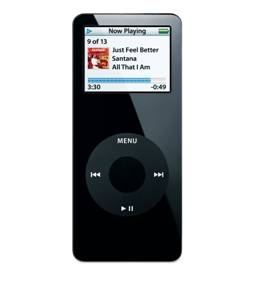 Now Playing
9 of 13
Just Feel Better
Santana
All That I Am
3:30 -0:49
MENU